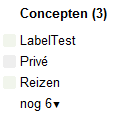 Concepten (3)
LabelTest
Privé
Reizen
nog 6▼